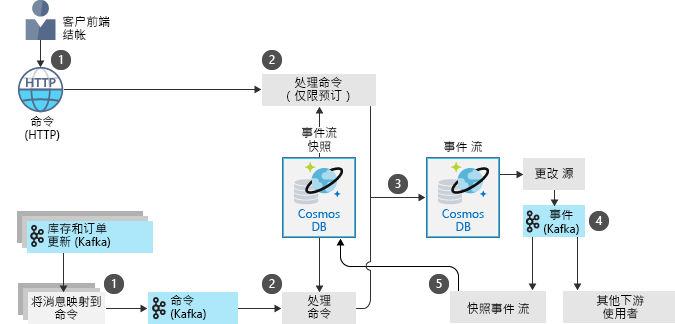 客户前端
结帐
1
HTTP
命令
(HTTP)
2
处理命令
（仅限预订）
事件流
快照
Cosmos
DB
3
事件 流
Cosmos
DB
更改 源
事件
(Kafka)
4
库存和订单
更新 (Kafka)
将消息映射到
命令
1
命令
(Kafka)
2
处理
命令
5
快照事件 流
其他下游
使用者